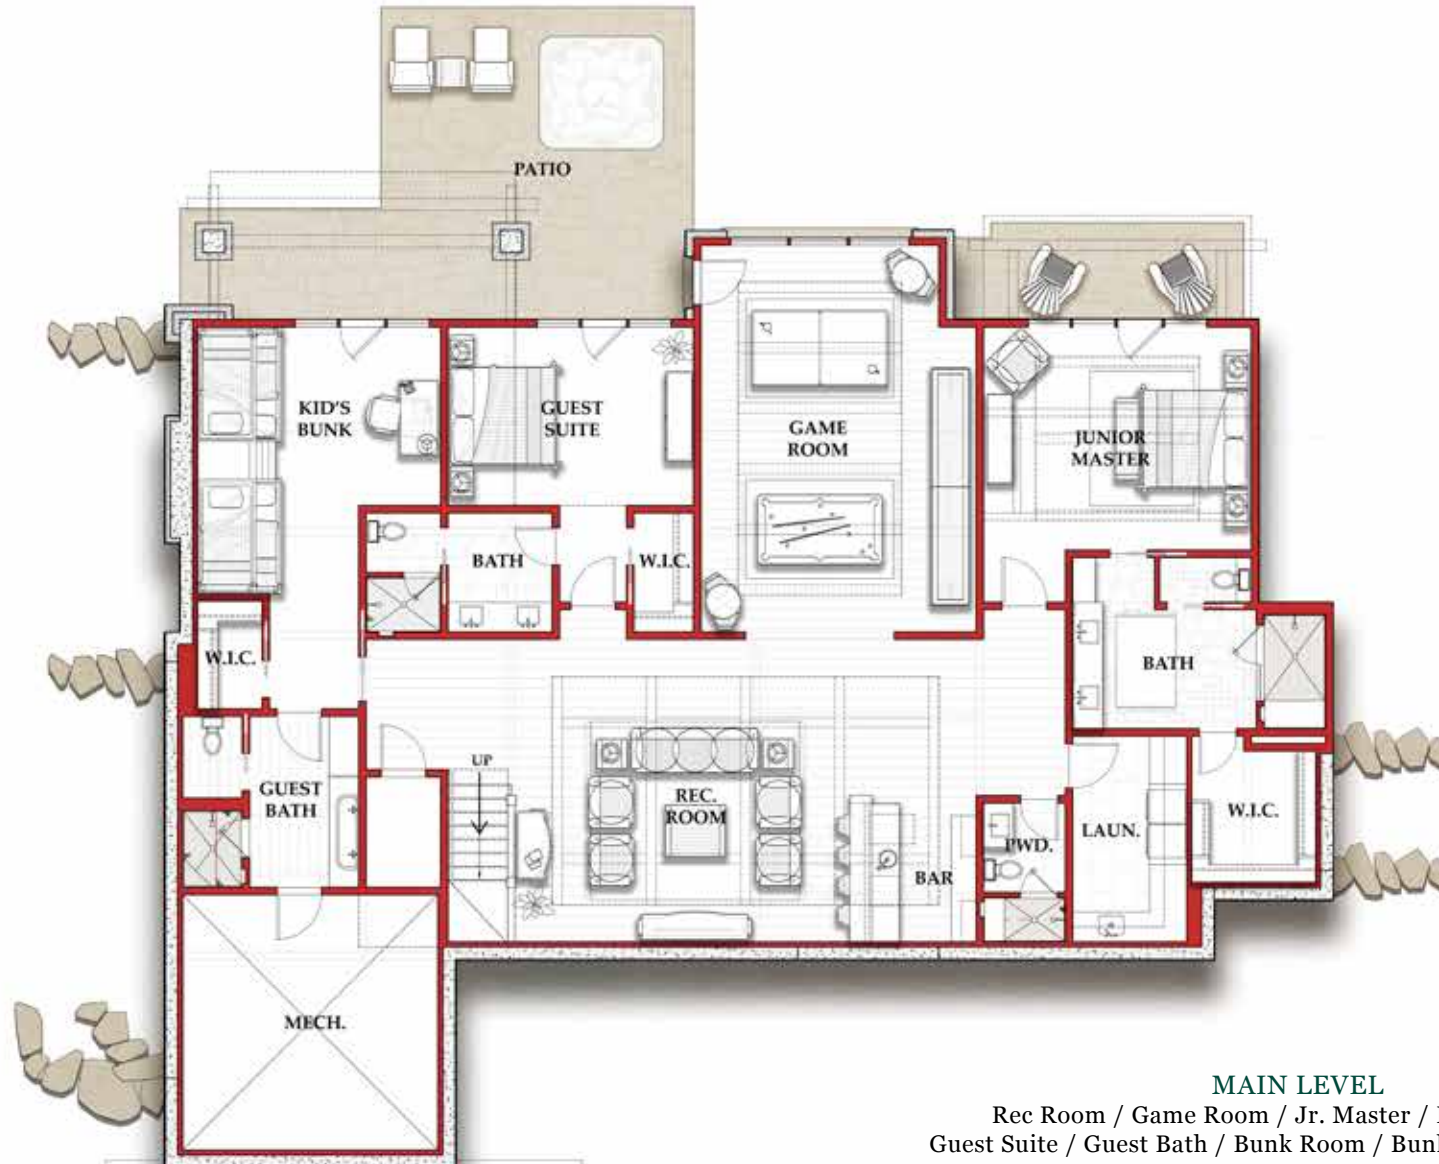 PATIO
KID'S
BUNK
GUEST
SUITE
GAME
ROOM
JUNIOR
MASTER
BATH
W.I.C.
W.I.C.
BATH
UP
GUEST
BATH
REC.
ROOM
PWD.
LAUN.
W.I.C.
BAR
MECH.
MAIN LEVEL
Rec Room / Game Room / Jr. Master /
Guest Suite / Guest Bath / Bunk Room / Bunk